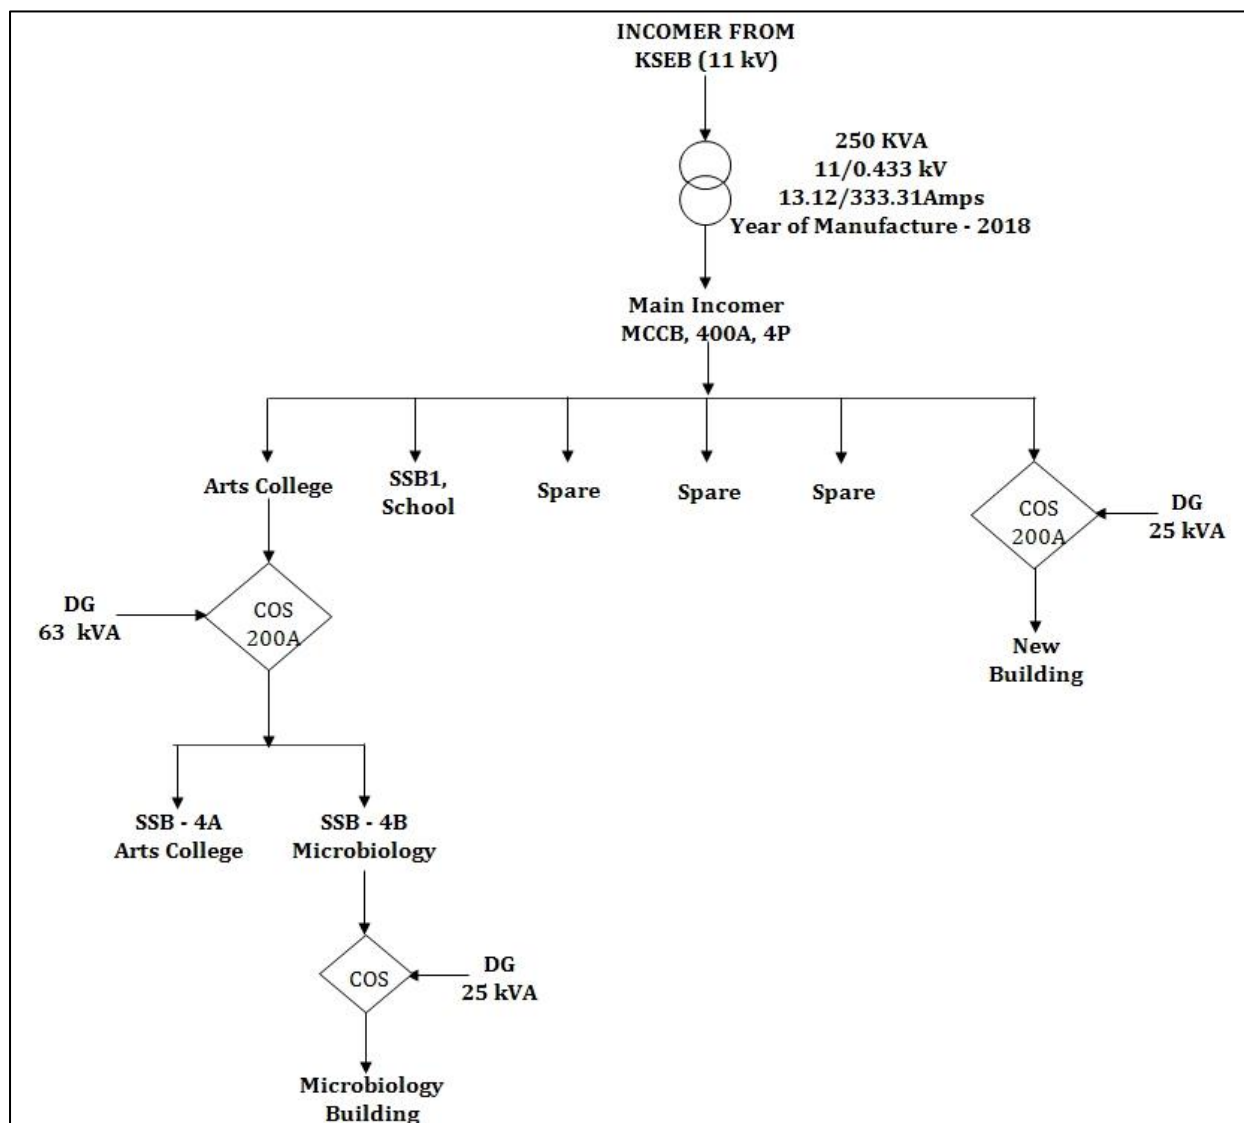 INCOMER FROM
KSEB (11 kV)
250 KVA
11/0.433 kV
13.12/333.31Amps
Year of Manufacture - 2018
Main Incomer
MCCB, 400A, 4P
Arts College
SSB1,
School
Spare
Spare
Spare
COS
200A
DG
25 kVA
DG
63 kVA
COS
200A
New
Building
SSB - 4A
Arts College
SSB - 4B
Microbiology
COS
DG
25 kVA
Microbiology
Building